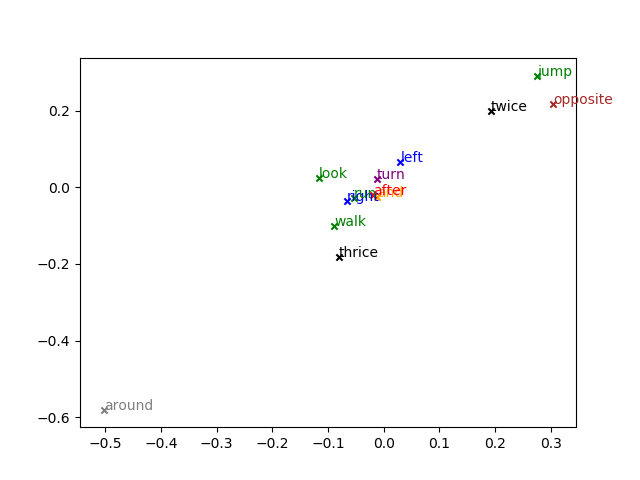 jump
opposite
twice
left
look
turn
after
and
run
right
walk
thrice
around
0.2
0.0
−0.2
−0.4
−0.6
−0.5 −0.4 −0.3 −0.2 −0.1 0.0 0.1 0.2 0.3